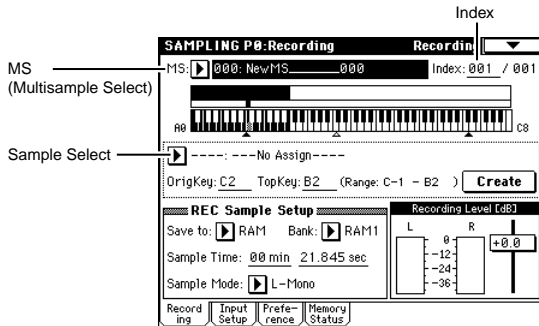 Index
SAMPLING P0:Recording Recording
MS
(Multisample Select)
MS: 000: NewMS_____000 Index: 001 / 001
A0 C8
Sample Select
----: ---No Assign----
OrigKey: C2 TopKey: B2 (Range: C-1 - B2 ) Create
REC Sample Setup
Save to: RAM Bank: RAM1
Sample Time: 00 min 21.845 sec
Sample Mode: L-Mono
Recording Level [dB]
L R
0
-12
-24
-36
+0.0
Record
ing
Input
Setup
Prefe-
rence
Memory
Status